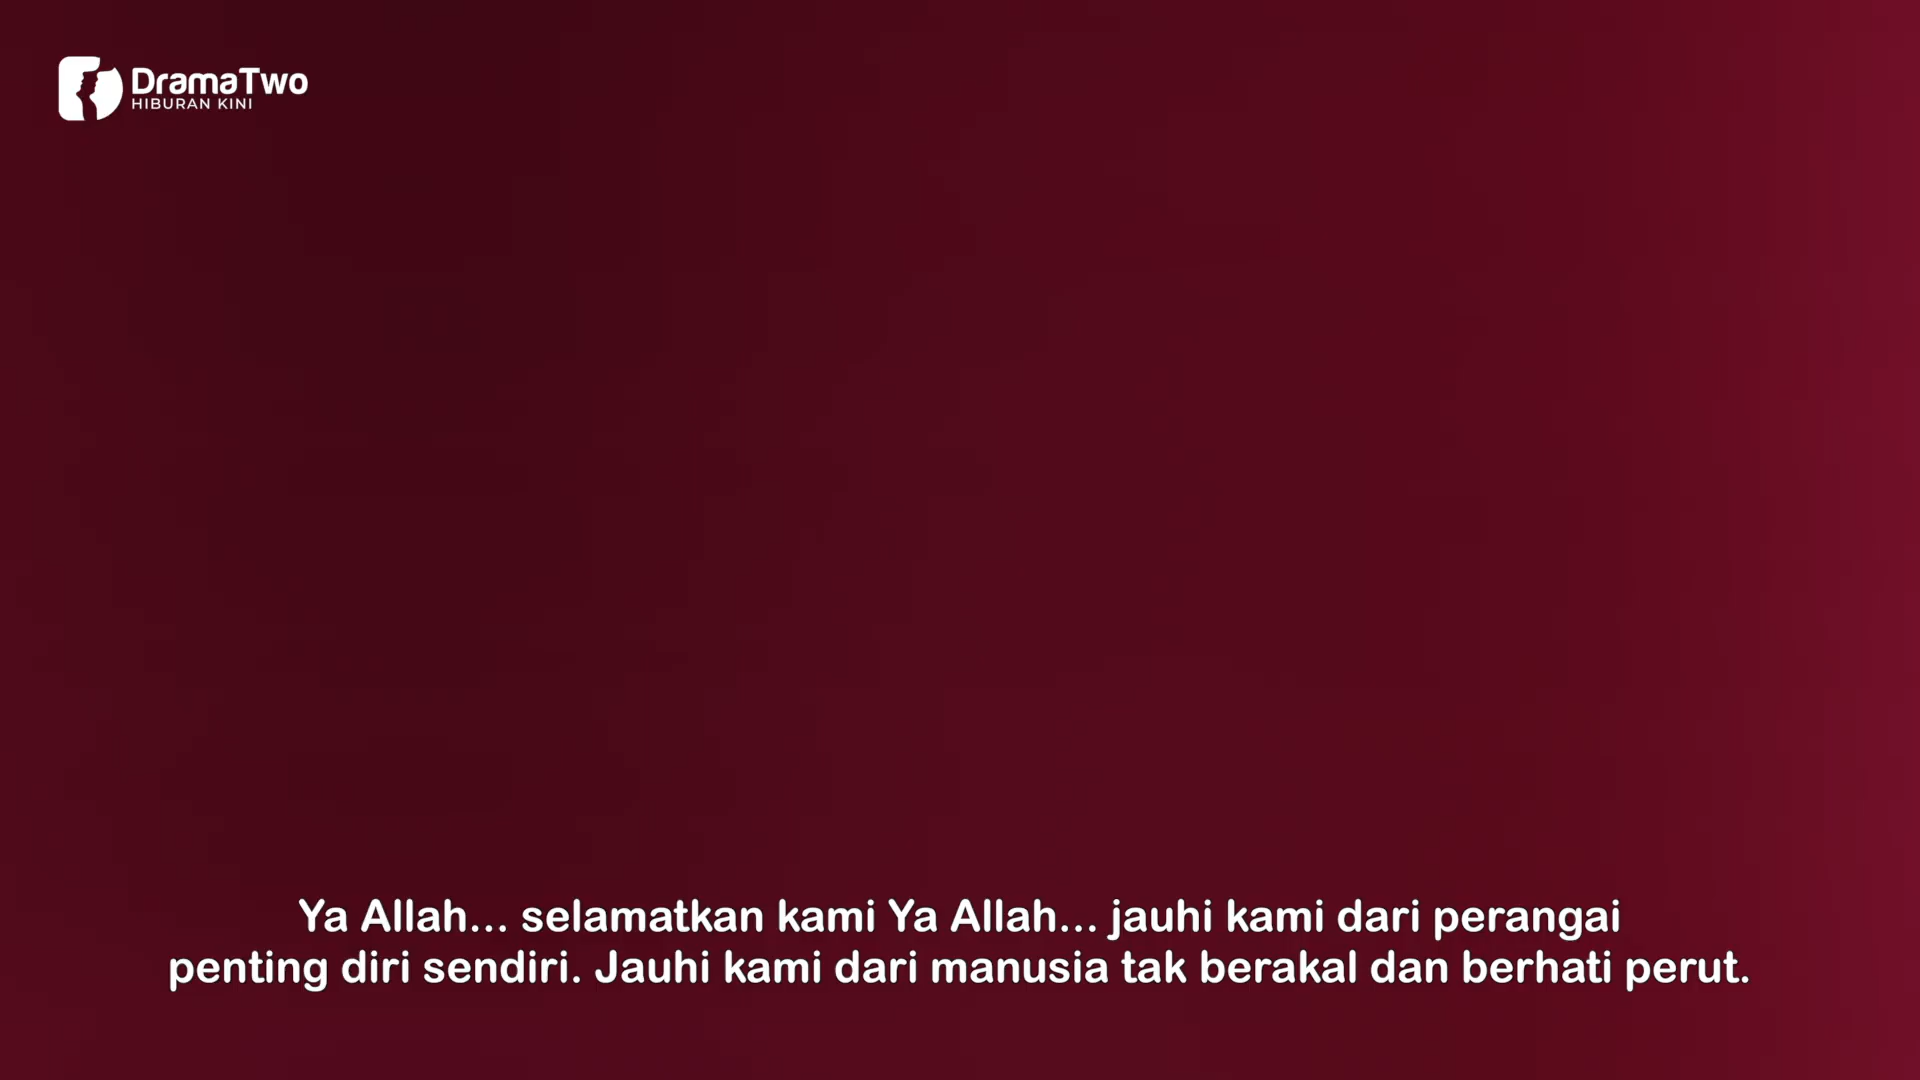 DramaTwo
HIBURAN KINI
Ya Allah... selamatkan kami Ya Allah... jauhi kami dari perangai
penting diri sendiri. Jauhi kami dari manusia tak berakal dan berhati perut.